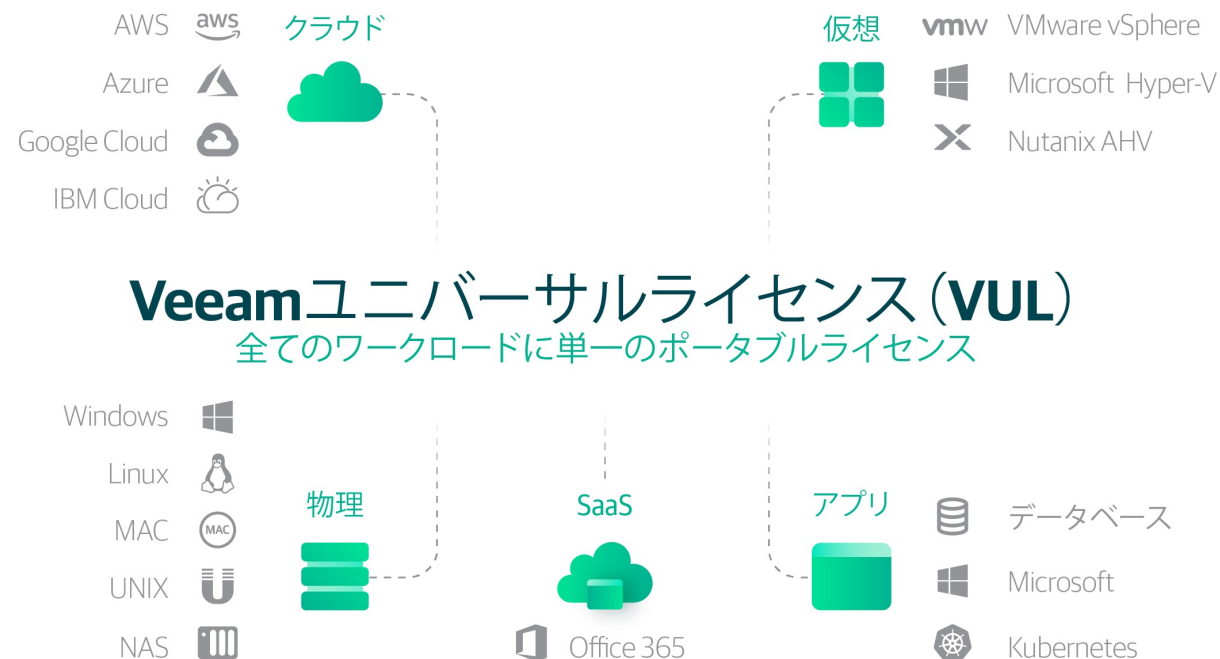 AWS aws
Azure
Google Cloud
IBM Cloud
クラウド
仮想
vmw VMware vSphere
Microsoft Hyper-V
Nutanix AHV
Veeamユニバーサルライセンス(VUL)
全てのワークロードに単一のポータブルライセンス
Windows
Linux
MAC MAC
UNIX
NAS
物理
SaaS
Office 365
アプリ
データベース
Microsoft
Kubernetes